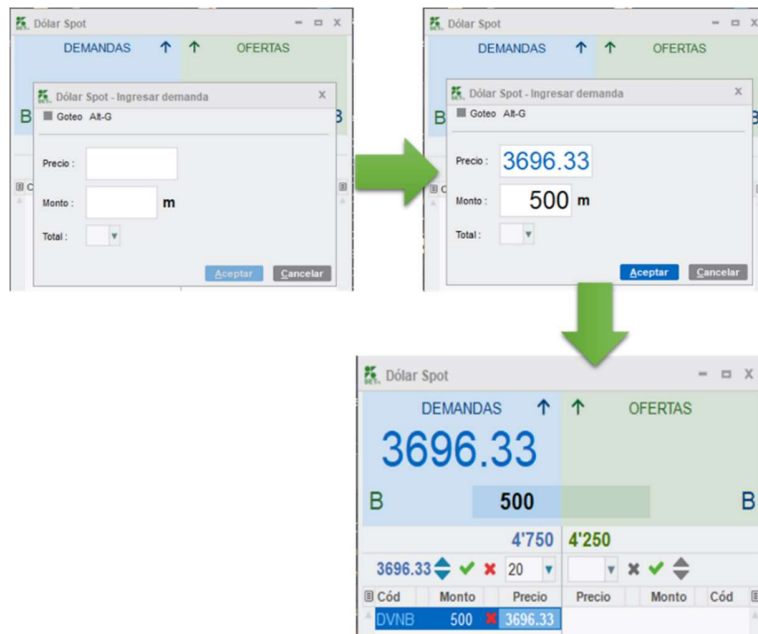 Dólar Spot
DEMANDAS OFERTAS
Dólar Spot - Ingresar demanda X
B Goteo Alt-G B
Precio :
Monto : m
Total :
Aceptar Cancelar
Dólar Spot
DEMANDAS OFERTAS
Dólar Spot - Ingresar demanda X
B Goteo Alt-G
Precio : 3696.33
Monto : 500 m
Total :
Aceptar Cancelar
Dólar Spot
DEMANDAS OFERTAS
3696.33
B 500 B
4'750 4'250
3696.33 20
Cód Monto Precio Precio Monto Cód
DVNB 500 3696.33